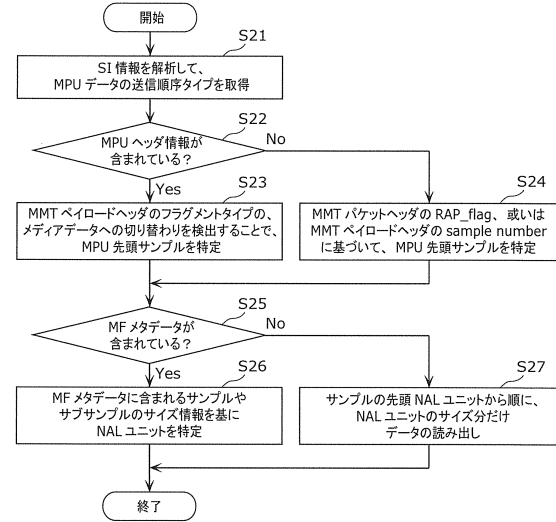 開始
S21
SI 情報を解析して、
MPU データの送信順序タイプを取得
S22
MPU ヘッダ情報が
含まれている？
No
Yes
S23
MMT ペイロードヘッダのフラグメントタイプの、
メディアデータへの切り替わりを検出することで、
MPU 先頭サンプルを特定
S24
MMT パケットヘッダの RAP_flag、或いは
MMT ペイロードヘッダの sample number
に基づいて、MPU 先頭サンプルを特定
S25
MF メタデータが
含まれている？
No
Yes
S26
MF メタデータに含まれるサンプルや
サブサンプルのサイズ情報を基に
NAL ユニットを特定
S27
サンプルの先頭 NAL ユニットから順に、
NAL ユニットのサイズ分だけ
データの読み出し
終了